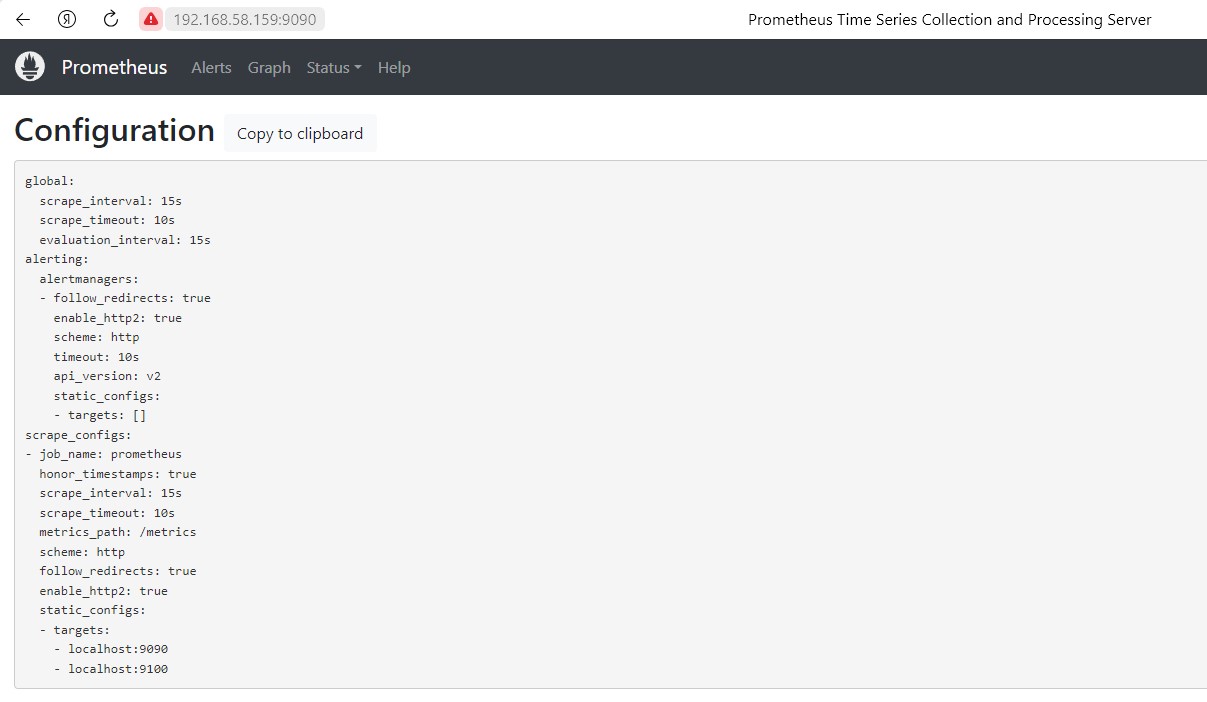 Я 192.168.58.159:9090 Prometheus Time Series Collection and Processing Server
Prometheus Alerts Graph Status Help
Configuration Copy to clipboard
global:
  scrape_interval: 15s
  scrape_timeout: 10s
  evaluation_interval: 15s
alerting:
  alertmanagers:
  - follow_redirects: true
    enable_http2: true
    scheme: http
    timeout: 10s
    api_version: v2
    static_configs:
    - targets: []
scrape_configs:
- job_name: prometheus
  honor_timestamps: true
  scrape_interval: 15s
  scrape_timeout: 10s
  metrics_path: /metrics
  scheme: http
  follow_redirects: true
  enable_http2: true
  static_configs:
  - targets:
    - localhost:9090
    - localhost:9100